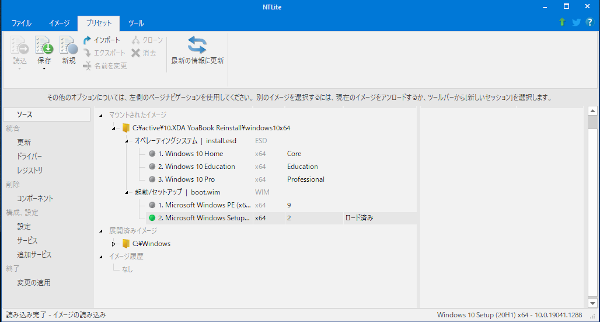 NTLite
ファイル イメージ プリセット ツール
読込 保存 新規 インポート エクスポート 名前を変更 クローン 消去 最新の情報に更新
その他のオプションについては、左側のページナビゲーションを使用してください。別のイメージを選択するには、現在のイメージをアンロードするか、ツールバーから[新しいセッション]を選択します。
ソース
統合
更新
ドライバー
レジストリ
削除
コンポーネント
構成、設定
設定
サービス
追加サービス
終了
変更の適用
マウントされたイメージ
C:¥active¥10.XDA YoaBook Reinstall¥windows10x64
オペレーティングシステム | install.esd ESD
1. Windows 10 Home x64 Core
2. Windows 10 Education x64 Education
3. Windows 10 Pro x64 Professional
起動/セットアップ | boot.wim WIM
1. Microsoft Windows PE (x6... x64 9
2. Microsoft Windows Setup... x64 2 ロード済み
展開済みイメージ
C:¥Windows
イメージ履歴
なし
読み込み完了 - イメージの読み込み
Windows 10 Setup (20H1) x64 - 10.0.19041.1288